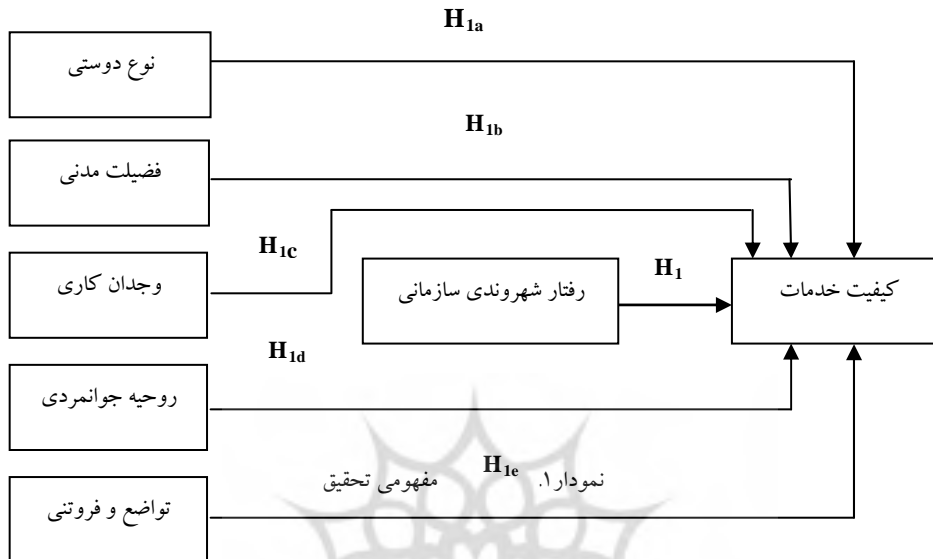 H1a
نوع دوستی
H1b
فضیلت مدنی
H1c
وجدان کاری
رفتار شهروندی سازمانی
H1
کیفیت خدمات
H1d
روحیه جوانمردی
H1e
نمودار۱. مفهومی تحقیق
تواضع و فروتنی